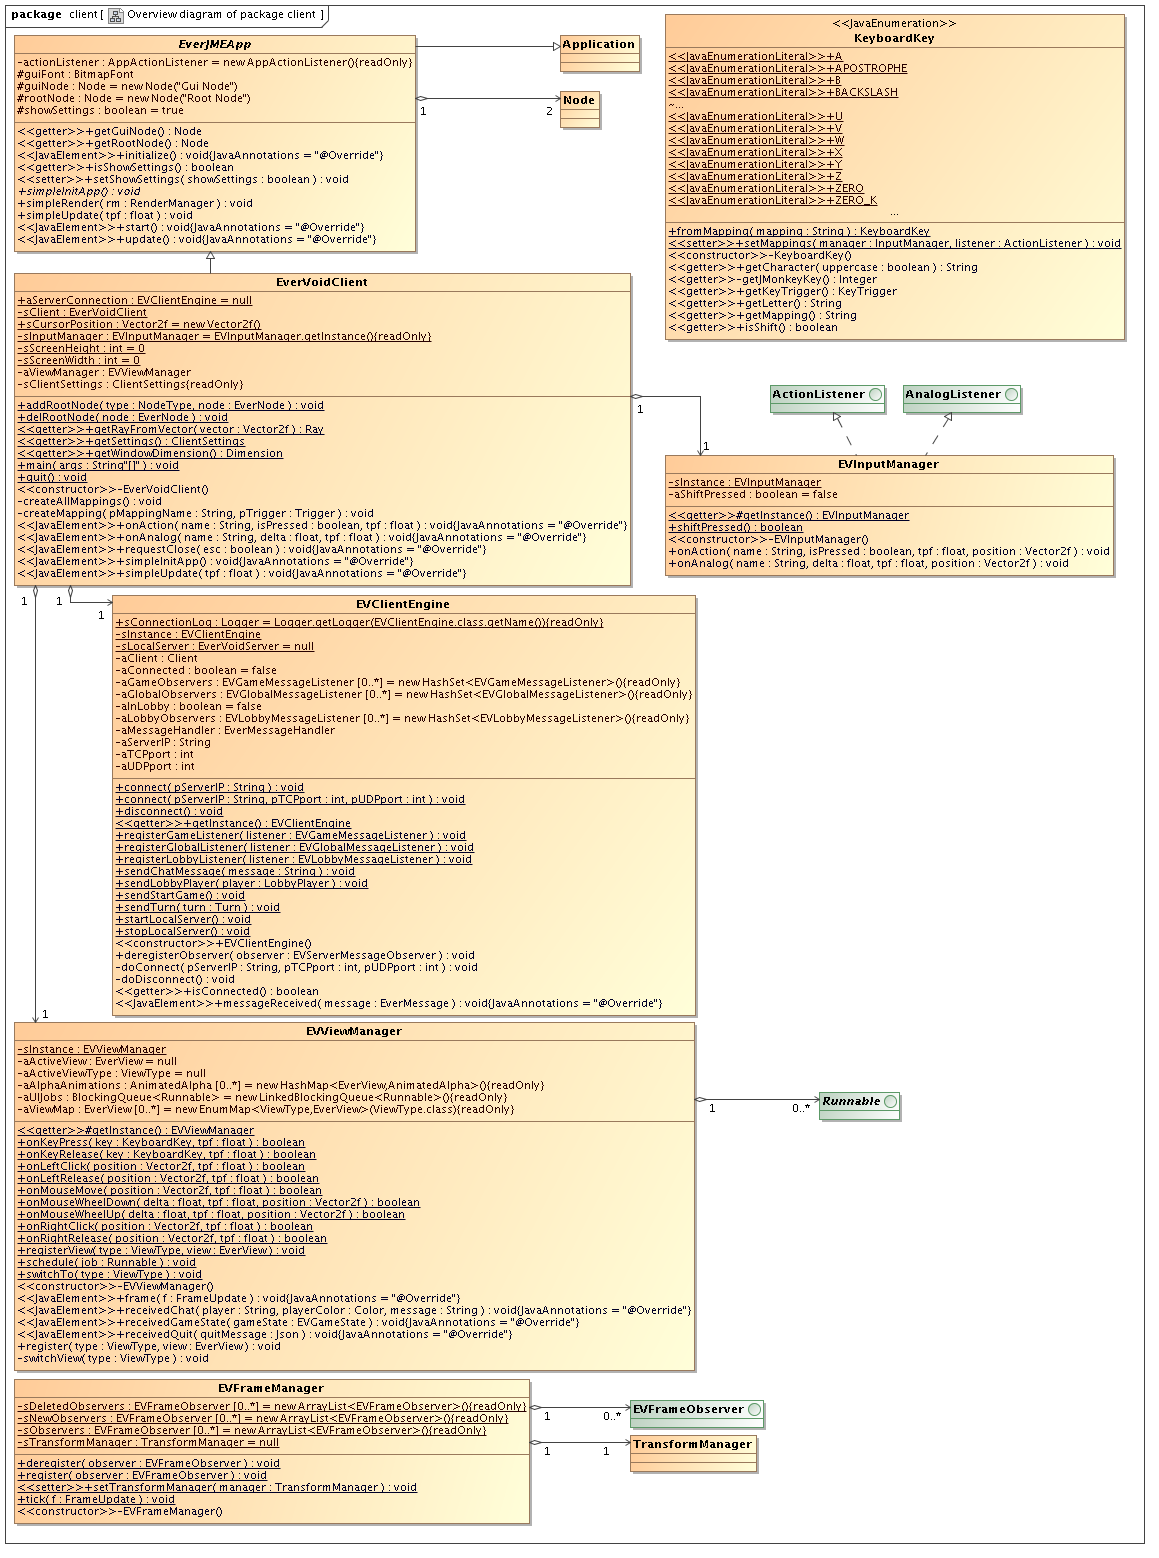 package client [ Overview diagram of package client ]
EverJMEApp
-actionListener : AppActionListener = new AppActionListener(){readOnly}
#guiFont : BitmapFont
#guiNode : Node = new Node("Gui Node")
#rootNode : Node = new Node("Root Node")
#showSettings : boolean = true
<<getter>>+getGuiNode() : Node
<<getter>>+getRootNode() : Node
<<JavaElement>>+initialize() : void{JavaAnnotations = "@Override"}
<<getter>>+isShowSettings() : boolean
<<setter>>+setShowSettings( showSettings : boolean ) : void
+simpleInitApp() : void
+simpleRender( rm : RenderManager ) : void
+simpleUpdate( tpf : float ) : void
<<JavaElement>>+start() : void{JavaAnnotations = "@Override"}
<<JavaElement>>+update() : void{JavaAnnotations = "@Override"}
Application
Node
1
2
<<JavaEnumeration>>
KeyboardKey
<<JavaEnumerationLiteral>>+A
<<JavaEnumerationLiteral>>+APOSTROPHE
<<JavaEnumerationLiteral>>+B
<<JavaEnumerationLiteral>>+BACKSLASH
~...
<<JavaEnumerationLiteral>>+U
<<JavaEnumerationLiteral>>+V
<<JavaEnumerationLiteral>>+W
<<JavaEnumerationLiteral>>+X
<<JavaEnumerationLiteral>>+Y
<<JavaEnumerationLiteral>>+Z
<<JavaEnumerationLiteral>>+ZERO
<<JavaEnumerationLiteral>>+ZERO_K
...
+fromMapping( mapping : String ) : KeyboardKey
<<setter>>+setMappings( manager : InputManager, listener : ActionListener ) : void
<<constructor>>-KeyboardKey()
<<getter>>+getCharacter( uppercase : boolean ) : String
<<getter>>-getJMonkeyKey() : Integer
<<getter>>+getKeyTrigger() : KeyTrigger
<<getter>>+getLetter() : String
<<getter>>+getMapping() : String
<<getter>>+isShift() : boolean
EverVoidClient
+aServerConnection : EVClientEngine = null
-sClient : EverVoidClient
+sCursorPosition : Vector2f = new Vector2f()
-sInputManager : EVInputManager = EVInputManager.getInstance(){readOnly}
-sScreenHeight : int = 0
-sScreenWidth : int = 0
-aViewManager : EVViewManager
-sClientSettings : ClientSettings{readOnly}
+addRootNode( type : NodeType, node : EverNode ) : void
+delRootNode( node : EverNode ) : void
<<getter>>+getRayFromVector( vector : Vector2f ) : Ray
<<getter>>+getSettings() : ClientSettings
<<getter>>+getWindowDimension() : Dimension
+main( args : String"[]" ) : void
+quit() : void
<<constructor>>-EverVoidClient()
-createAllMappings() : void
-createMapping( pMappingName : String, pTrigger : Trigger ) : void
<<JavaElement>>+onAction( name : String, isPressed : boolean, tpf : float ) : void{JavaAnnotations = "@Override"}
<<JavaElement>>+onAnalog( name : String, delta : float, tpf : float ) : void{JavaAnnotations = "@Override"}
<<JavaElement>>+requestClose( esc : boolean ) : void{JavaAnnotations = "@Override"}
<<JavaElement>>+simpleInitApp() : void{JavaAnnotations = "@Override"}
<<JavaElement>>+simpleUpdate( tpf : float ) : void{JavaAnnotations = "@Override"}
1
1
ActionListener
AnalogListener
EVInputManager
-sInstance : EVInputManager
-aShiftPressed : boolean = false
<<getter>>#getInstance() : EVInputManager
+shiftPressed() : boolean
<<constructor>>-EVInputManager()
+onAction( name : String, isPressed : boolean, tpf : float, position : Vector2f ) : void
+onAnalog( name : String, delta : float, tpf : float, position : Vector2f ) : void
1
1
1
EVClientEngine
+sConnectionLog : Logger = Logger.getLogger(EVClientEngine.class.getName()){readOnly}
-sInstance : EVClientEngine
-sLocalServer : EverVoidServer = null
-aClient : Client
-aConnected : boolean = false
-aGameObservers : EVGameMessageListener [0..*] = new HashSet<EVGameMessageListener>(){readOnly}
-aGlobalObservers : EVGlobalMessageListener [0..*] = new HashSet<EVGlobalMessageListener>(){readOnly}
-aInLobby : boolean = false
-aLobbyObservers : EVLobbyMessageListener [0..*] = new HashSet<EVLobbyMessageListener>(){readOnly}
-aMessageHandler : EverMessageHandler
-aServerIP : String
-aTCPport : int
-aUDPport : int
+connect( pServerIP : String ) : void
+connect( pServerIP : String, pTCPport : int, pUDPport : int ) : void
+disconnect() : void
<<getter>>+getInstance() : EVClientEngine
+registerGameListener( listener : EVGameMessageListener ) : void
+registerGlobalListener( listener : EVGlobalMessageListener ) : void
+registerLobbyListener( listener : EVLobbyMessageListener ) : void
+sendChatMessage( message : String ) : void
+sendLobbyPlayer( player : LobbyPlayer ) : void
+sendStartGame() : void
+sendTurn( turn : Turn ) : void
+startLocalServer() : void
+stopLocalServer() : void
<<constructor>>+EVClientEngine()
+deregisterObserver( observer : EVServerMessageObserver ) : void
-doConnect( pServerIP : String, pTCPport : int, pUDPport : int ) : void
-doDisconnect() : void
<<getter>>+isConnected() : boolean
<<JavaElement>>+messageReceived( message : EverMessage ) : void{JavaAnnotations = "@Override"}
1
EVViewManager
-sInstance : EVViewManager
-aActiveView : EverView = null
-aActiveViewType : ViewType = null
-aAlphaAnimations : AnimatedAlpha [0..*] = new HashMap<EverView,AnimatedAlpha>(){readOnly}
-aUIJobs : BlockingQueue<Runnable> = new LinkedBlockingQueue<Runnable>(){readOnly}
-aViewMap : EverView [0..*] = new EnumMap<ViewType,EverView>(ViewType.class){readOnly}
<<getter>>#getInstance() : EVViewManager
+onKeyPress( key : KeyboardKey, tpf : float ) : boolean
+onKeyRelease( key : KeyboardKey, tpf : float ) : boolean
+onLeftClick( position : Vector2f, tpf : float ) : boolean
+onLeftRelease( position : Vector2f, tpf : float ) : boolean
+onMouseMove( position : Vector2f, tpf : float ) : boolean
+onMouseWheelDown( delta : float, tpf : float, position : Vector2f ) : boolean
+onMouseWheelUp( delta : float, tpf : float, position : Vector2f ) : boolean
+onRightClick( position : Vector2f, tpf : float ) : boolean
+onRightRelease( position : Vector2f, tpf : float ) : boolean
+registerView( type : ViewType, view : EverView ) : void
+schedule( job : Runnable ) : void
+switchTo( type : ViewType ) : void
<<constructor>>-EVViewManager()
<<JavaElement>>+frame( f : FrameUpdate ) : void{JavaAnnotations = "@Override"}
<<JavaElement>>+receivedChat( player : String, playerColor : Color, message : String ) : void{JavaAnnotations = "@Override"}
<<JavaElement>>+receivedGameState( gameState : EVGameState ) : void{JavaAnnotations = "@Override"}
<<JavaElement>>+receivedQuit( quitMessage : Json ) : void{JavaAnnotations = "@Override"}
+register( type : ViewType, view : EverView ) : void
-switchView( type : ViewType ) : void
1
0..*
Runnable
EVFrameManager
-sDeletedObservers : EVFrameObserver [0..*] = new ArrayList<EVFrameObserver>(){readOnly}
-sNewObservers : EVFrameObserver [0..*] = new ArrayList<EVFrameObserver>(){readOnly}
-sObservers : EVFrameObserver [0..*] = new ArrayList<EVFrameObserver>(){readOnly}
-sTransformManager : TransformManager = null
+deregister( observer : EVFrameObserver ) : void
+register( observer : EVFrameObserver ) : void
<<setter>>+setTransformManager( manager : TransformManager ) : void
+tick( f : FrameUpdate ) : void
<<constructor>>-EVFrameManager()
1
0..*
EVFrameObserver
1
1
TransformManager